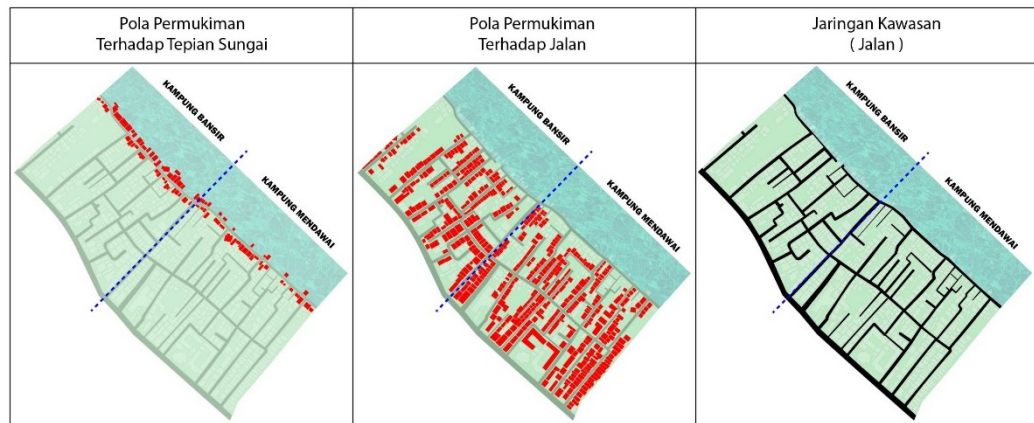 Pola Permukiman
Terhadap Tepian Sungai
Pola Permukiman
Terhadap Jalan
Jaringan Kawasan
( Jalan )
KAMPUNG BANSIR
KAMPUNG MENDAWAI
KAMPUNG BANSIR
KAMPUNG MENDAWAI
KAMPUNG BANSIR
KAMPUNG MENDAWAI